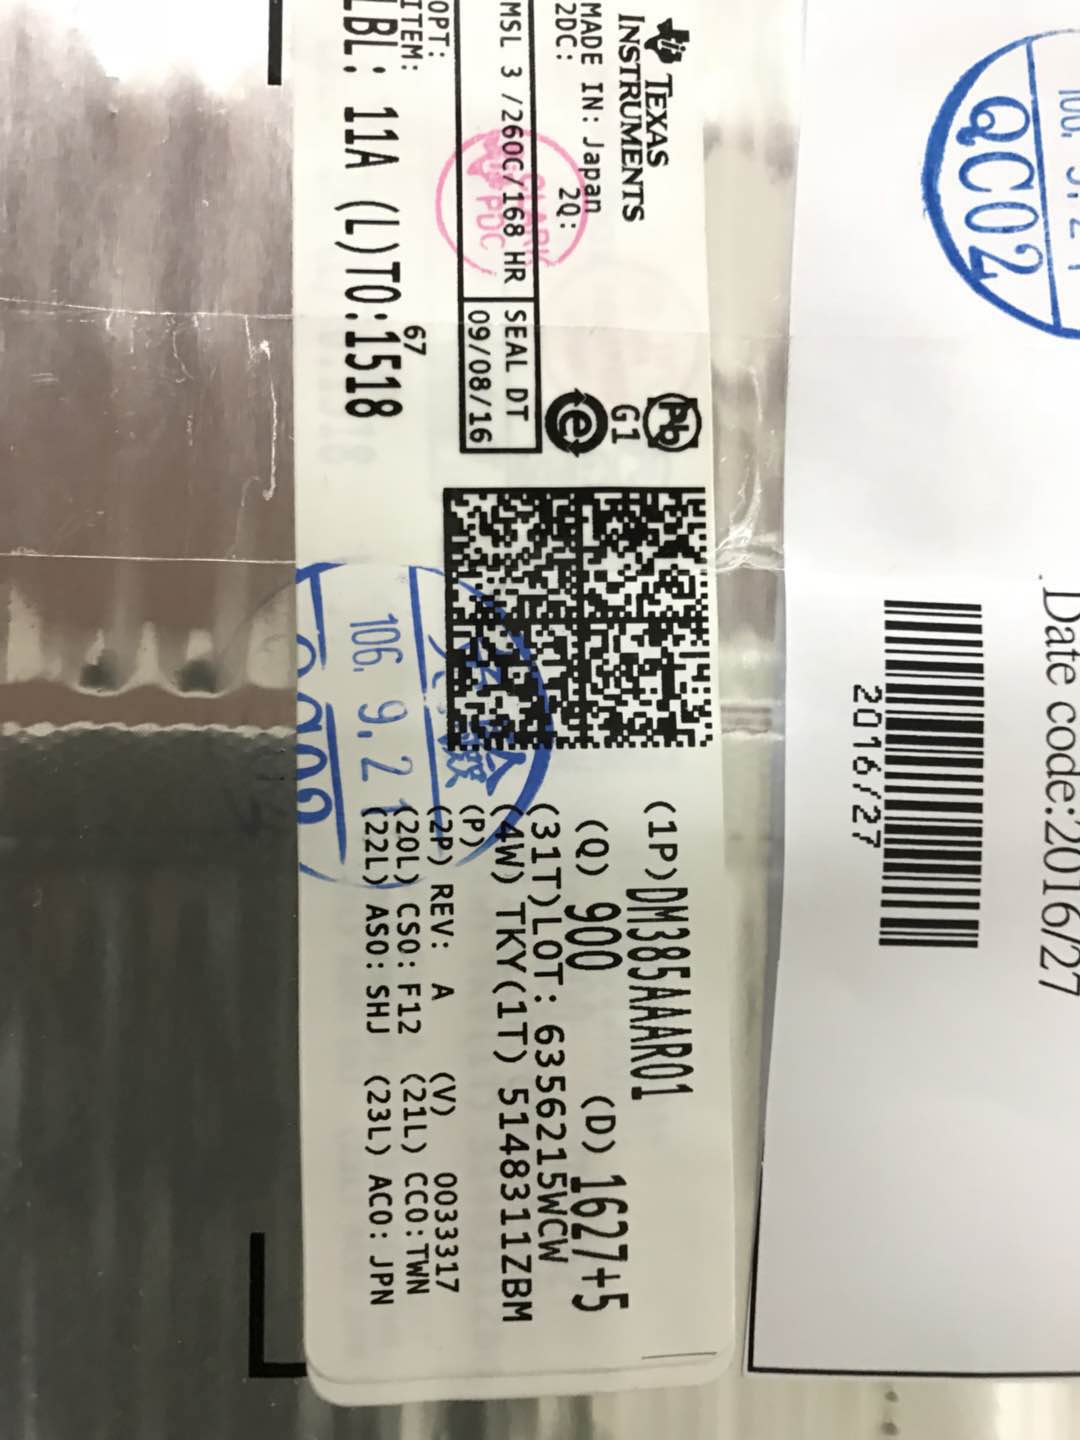 TEXAS
INSTRUMENTS
MADE IN: Japan
2DC: 2Q:
MSL 3 /260C/168 HR
SEAL DT
09/08/16
OPT:
ITEM:
LBL: 11A (L)TO:1518
67
Pb
G1
e
(1P)DM385AAAR01
(Q) 900 (D) 1627+5
(31T)LOT: 6356215WCW
(4W) TKY(1T) 5148311ZBM
(P)
(2P) REV: A (V) 0033317
(20L) CSO: F12 (21L) CCO:TWN
(22L) ASO: SHJ (23L) ACO: JPN
PDC
106. 9. 2
QC02
Date code:2016/27
2016/27